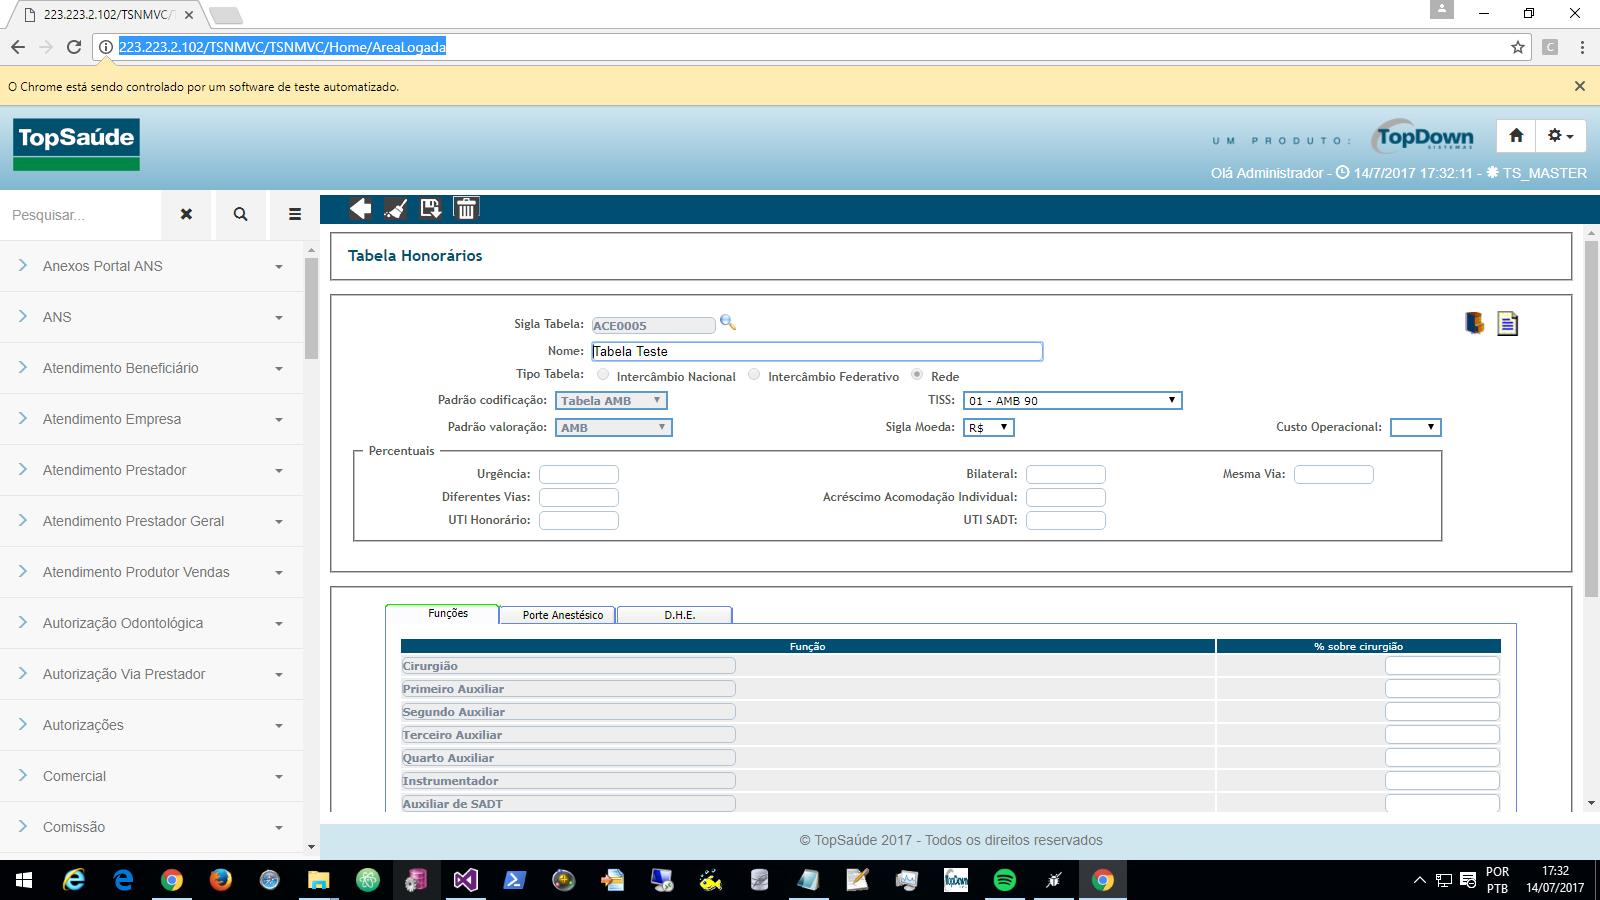 223.223.2.102/TSNMVC/T
223.223.2.102/TSNMVC/TSNMVC/Home/AreaLogada
C
O Chrome está sendo controlado por um software de teste automatizado.
TopSaúde
UM PRODUTO:
TopDown
SISTEMAS
Olá Administrador - 14/7/2017 17:32:11 - TS_MASTER
Pesquisar...
Anexos Portal ANS
ANS
Atendimento Beneficiário
Atendimento Empresa
Atendimento Prestador
Atendimento Prestador Geral
Atendimento Produtor Vendas
Autorização Odontológica
Autorização Via Prestador
Autorizações
Comercial
Comissão
Tabela Honorários
Sigla Tabela: ACE0005
Nome: Tabela Teste
Tipo Tabela: Intercâmbio Nacional Intercâmbio Federativo Rede
Padrão codificação: Tabela AMB TISS: 01 - AMB 90
Padrão valoração: AMB Sigla Moeda: R$ Custo Operacional:
Percentuais
Urgência: Bilateral: Mesma Via:
Diferentes Vias: Acréscimo Acomodação Individual:
UTI Honorário: UTI SADT:
Funções Porte Anestésico D.H.E.
Função % sobre cirurgião
Cirurgião
Primeiro Auxiliar
Segundo Auxiliar
Terceiro Auxiliar
Quarto Auxiliar
Instrumentador
Auxiliar de SADT
© TopSaúde 2017 - Todos os direitos reservados
TopDown
POR
PTB
17:32
14/07/2017